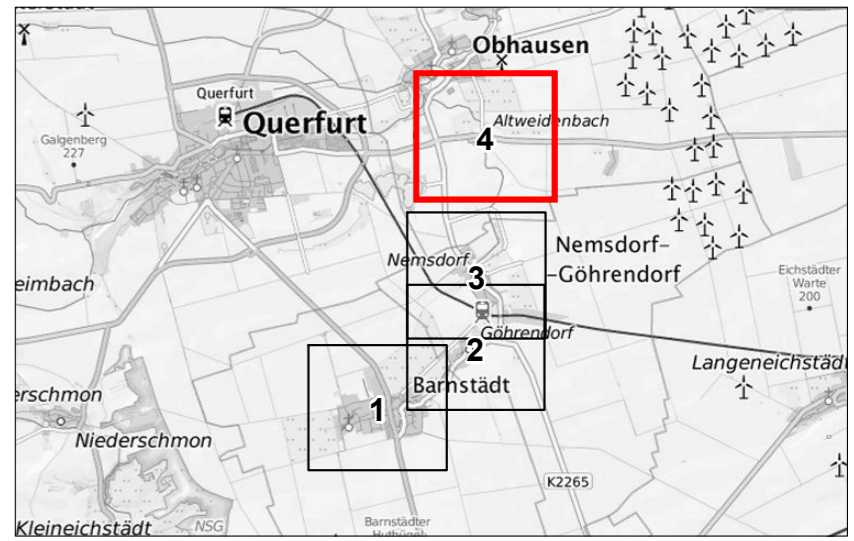 Obhausen
Querfurt
Querfurt
Altweidenbach
4
Galgenberg
227
Nemsdorf-
-Göhrendorf
Nemsdorf
3
Eichstädter
Warte
200
eimbach
Göhrendorf
2
Langeneichstädt
Barnstädt
erschmon
1
Niederschmon
K2265
Kleineichstädt
NSG
Barnstädter